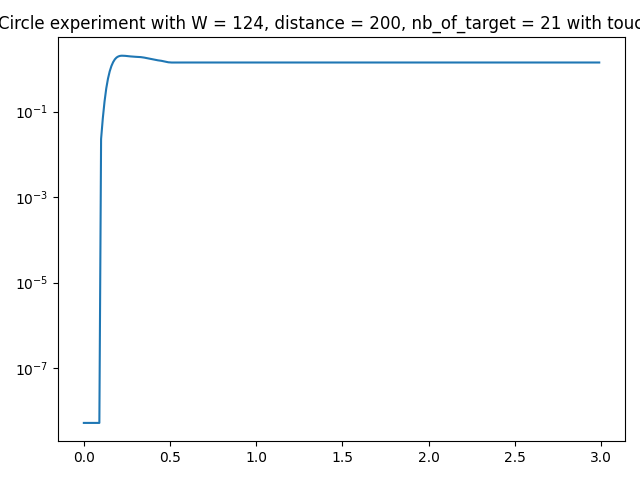 Circle experiment with W = 124, distance = 200, nb_of_target = 21 with
10⁻¹
10⁻³
10⁻⁵
10⁻⁷
0.0 0.5 1.0 1.5 2.0 2.5 3.0